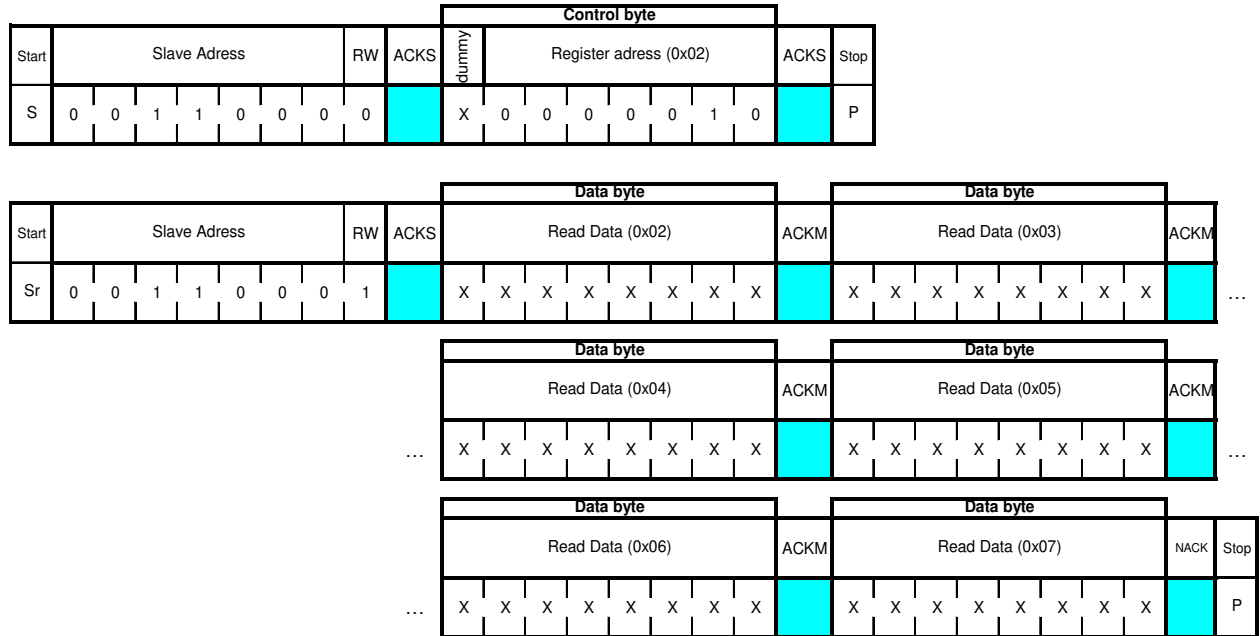 Control byte
Start Slave Adress RW ACKS dummy Register adress (0x02) ACKS Stop
S 0 0 1 1 0 0 0 0 X 0 0 0 0 0 1 0 P
Data byte Data byte
Start Slave Adress RW ACKS Read Data (0x02) ACKM Read Data (0x03) ACKM
Sr 0 0 1 1 0 0 0 1 X X X X X X X X X X X X X X X X …
Data byte Data byte
Read Data (0x04) ACKM Read Data (0x05) ACKM
… X X X X X X X X X X X X X X X X …
Data byte Data byte
Read Data (0x06) ACKM Read Data (0x07) NACK Stop
… X X X X X X X X X X X X X X X X P